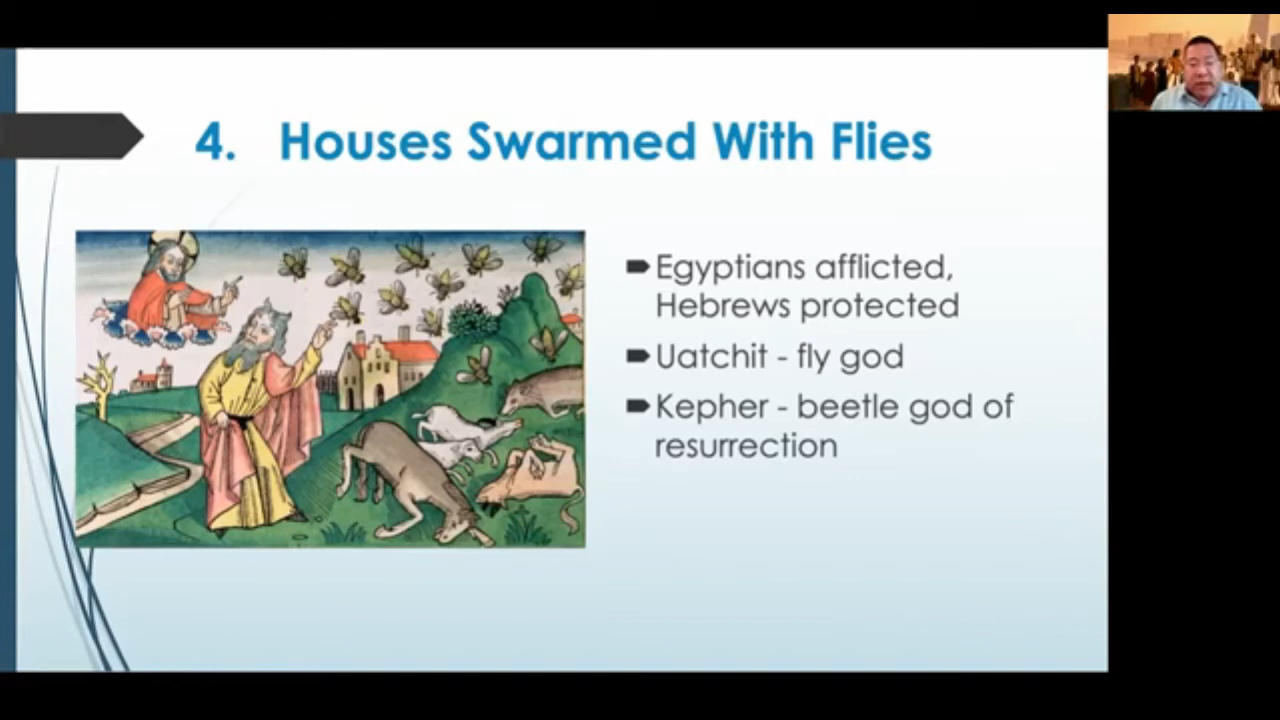 4. Houses Swarmed With Flies
Egyptians afflicted,
Hebrews protected
Uatchit - fly god
Kepher - beetle god of
resurrection